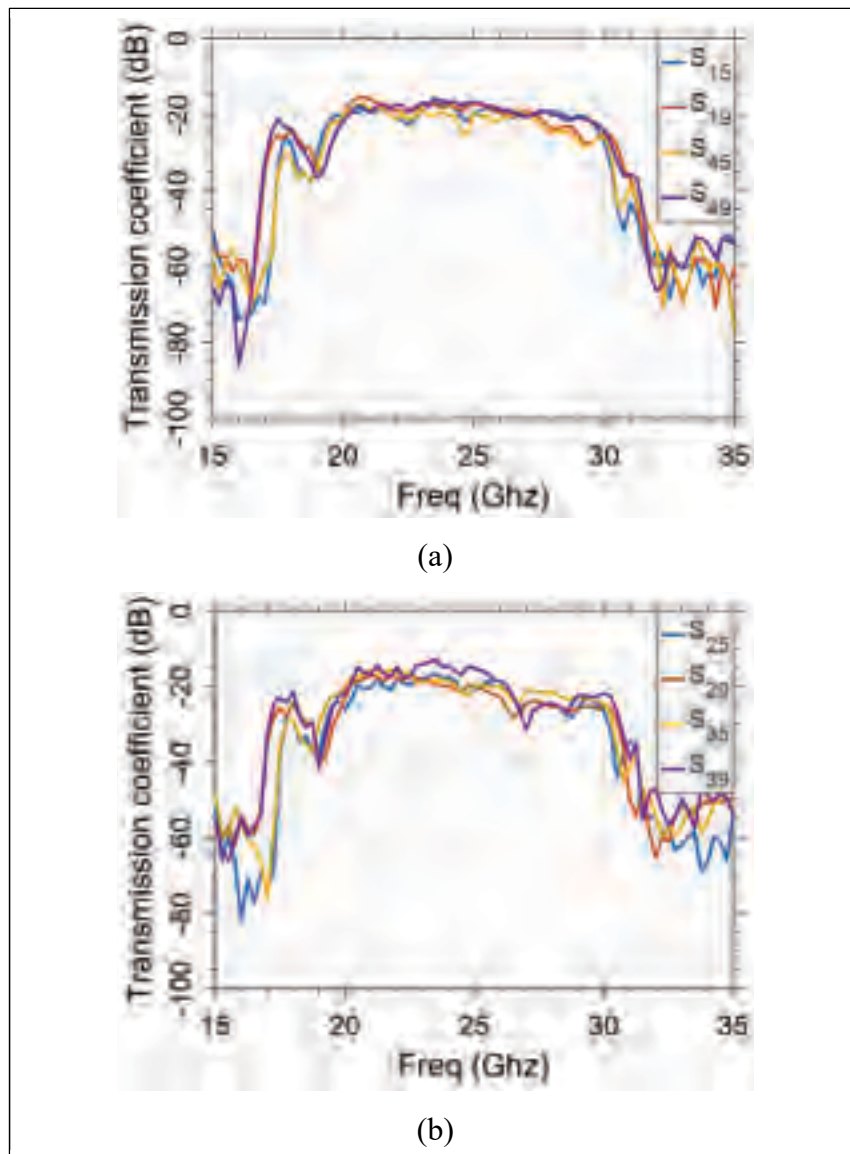 Transmission coefficient (dB)
0
-20
-40
-60
-80
-100
S15
S19
S45
S49
15 20 25 30 35
Freq (Ghz)
(a)
Transmission coefficient (dB)
0
-20
-40
-60
-80
-100
S25
S35
S39
15 20 25 30 35
Freq (Ghz)
(b)